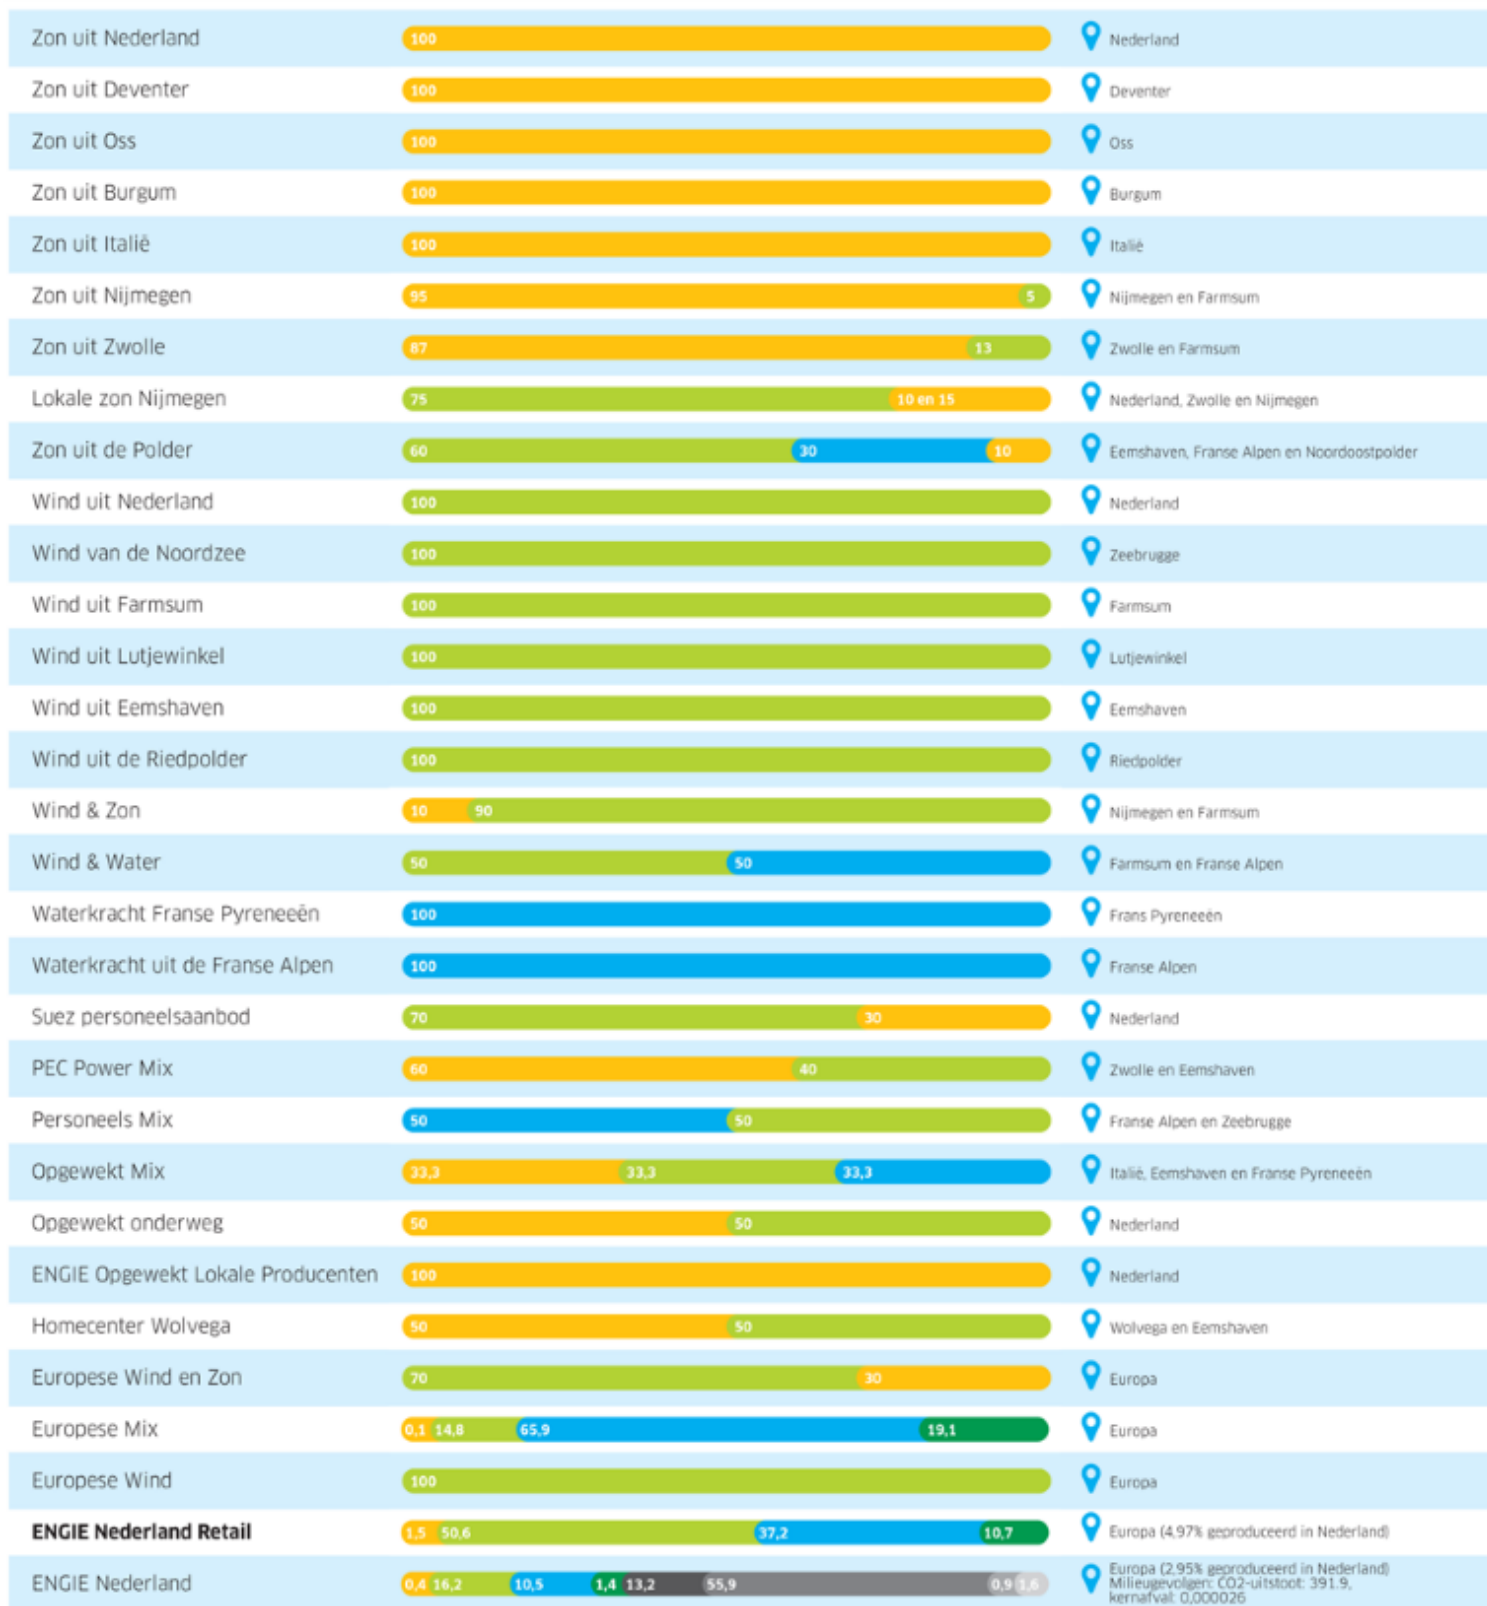 Zon uit Nederland 100 Nederland
Zon uit Deventer 100 Deventer
Zon uit Oss 100 Oss
Zon uit Burgum 100 Burgum
Zon uit Italië 100 Italië
Zon uit Nijmegen 95 5 Nijmegen en Farmsum
Zon uit Zwolle 87 13 Zwolle en Farmsum
Lokale zon Nijmegen 75 10 en 15 Nederland, Zwolle en Nijmegen
Zon uit de Polder 60 30 10 Eemshaven, Franse Alpen en Noordoostpolder
Wind uit Nederland 100 Nederland
Wind van de Noordzee 100 Zeebrugge
Wind uit Farmsum 100 Farmsum
Wind uit Lutjewinkel 100 Lutjewinkel
Wind uit Eemshaven 100 Eemshaven
Wind uit de Riedpolder 100 Riedpolder
Wind & Zon 10 90 Nijmegen en Farmsum
Wind & Water 50 50 Farmsum en Franse Alpen
Waterkracht Franse Pyreneeën 100 Frans Pyreneeën
Waterkracht uit de Franse Alpen 100 Franse Alpen
Suez personeelsaanbod 70 30 Nederland
PEC Power Mix 60 40 Zwolle en Eemshaven
Personeels Mix 50 50 Franse Alpen en Zeebrugge
Opgewekt Mix 33,3 33,3 33,3 Italië, Eemshaven en Franse Pyreneeën
Opgewekt onderweg 50 50 Nederland
ENGIE Opgewekt Lokale Producenten 100 Nederland
Homecenter Wolvega 50 50 Wolvega en Eemshaven
Europese Wind en Zon 70 30 Europa
Europese Mix 0,1 14,8 65,9 19,1 Europa
Europese Wind 100 Europa
ENGIE Nederland Retail 1,5 50,6 37,2 10,7 Europa (4,97% geproduceerd in Nederland)
ENGIE Nederland 0,4 16,2 10,5 1,4 13,2 55,9 0,9 1,6 Europa (2,95% geproduceerd in Nederland)
Milieugevolgen: CO2-uitstoot: 391.9,
kernafval: 0,000026